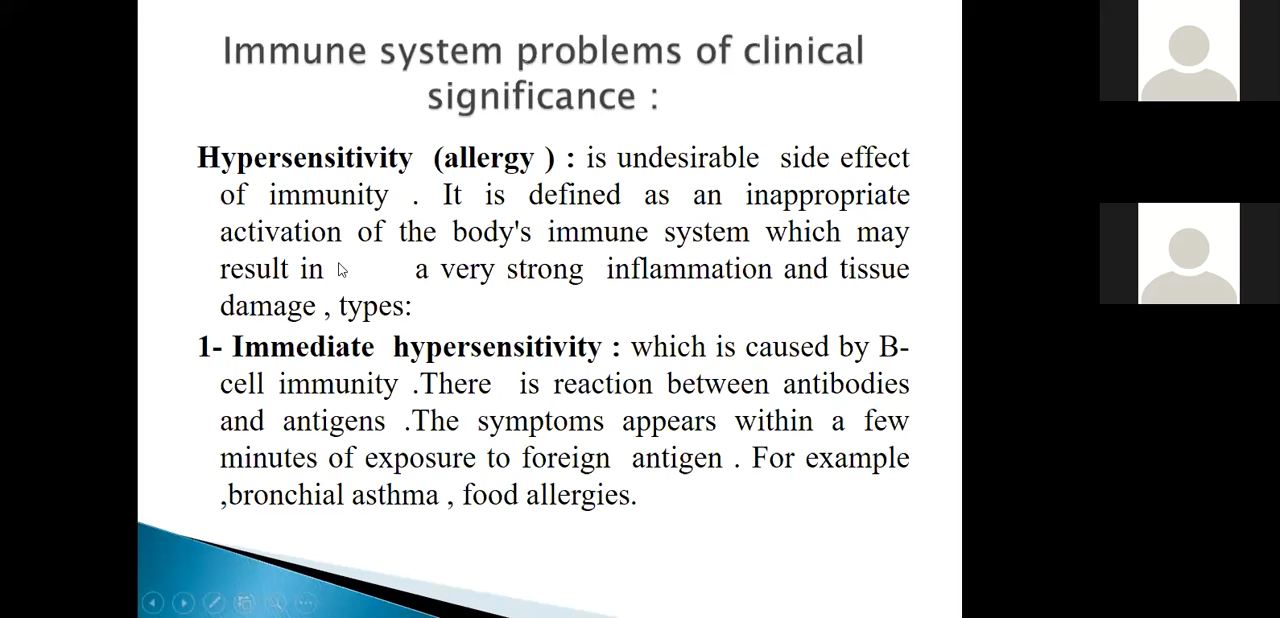 Immune system problems of clinical
significance :
Hypersensitivity (allergy ) : is undesirable side effect
of immunity . It is defined as an inappropriate
activation of the body's immune system which may
result in a very strong inflammation and tissue
damage , types:
1- Immediate hypersensitivity : which is caused by B-
cell immunity .There is reaction between antibodies
and antigens .The symptoms appears within a few
minutes of exposure to foreign antigen . For example
,bronchial asthma , food allergies.